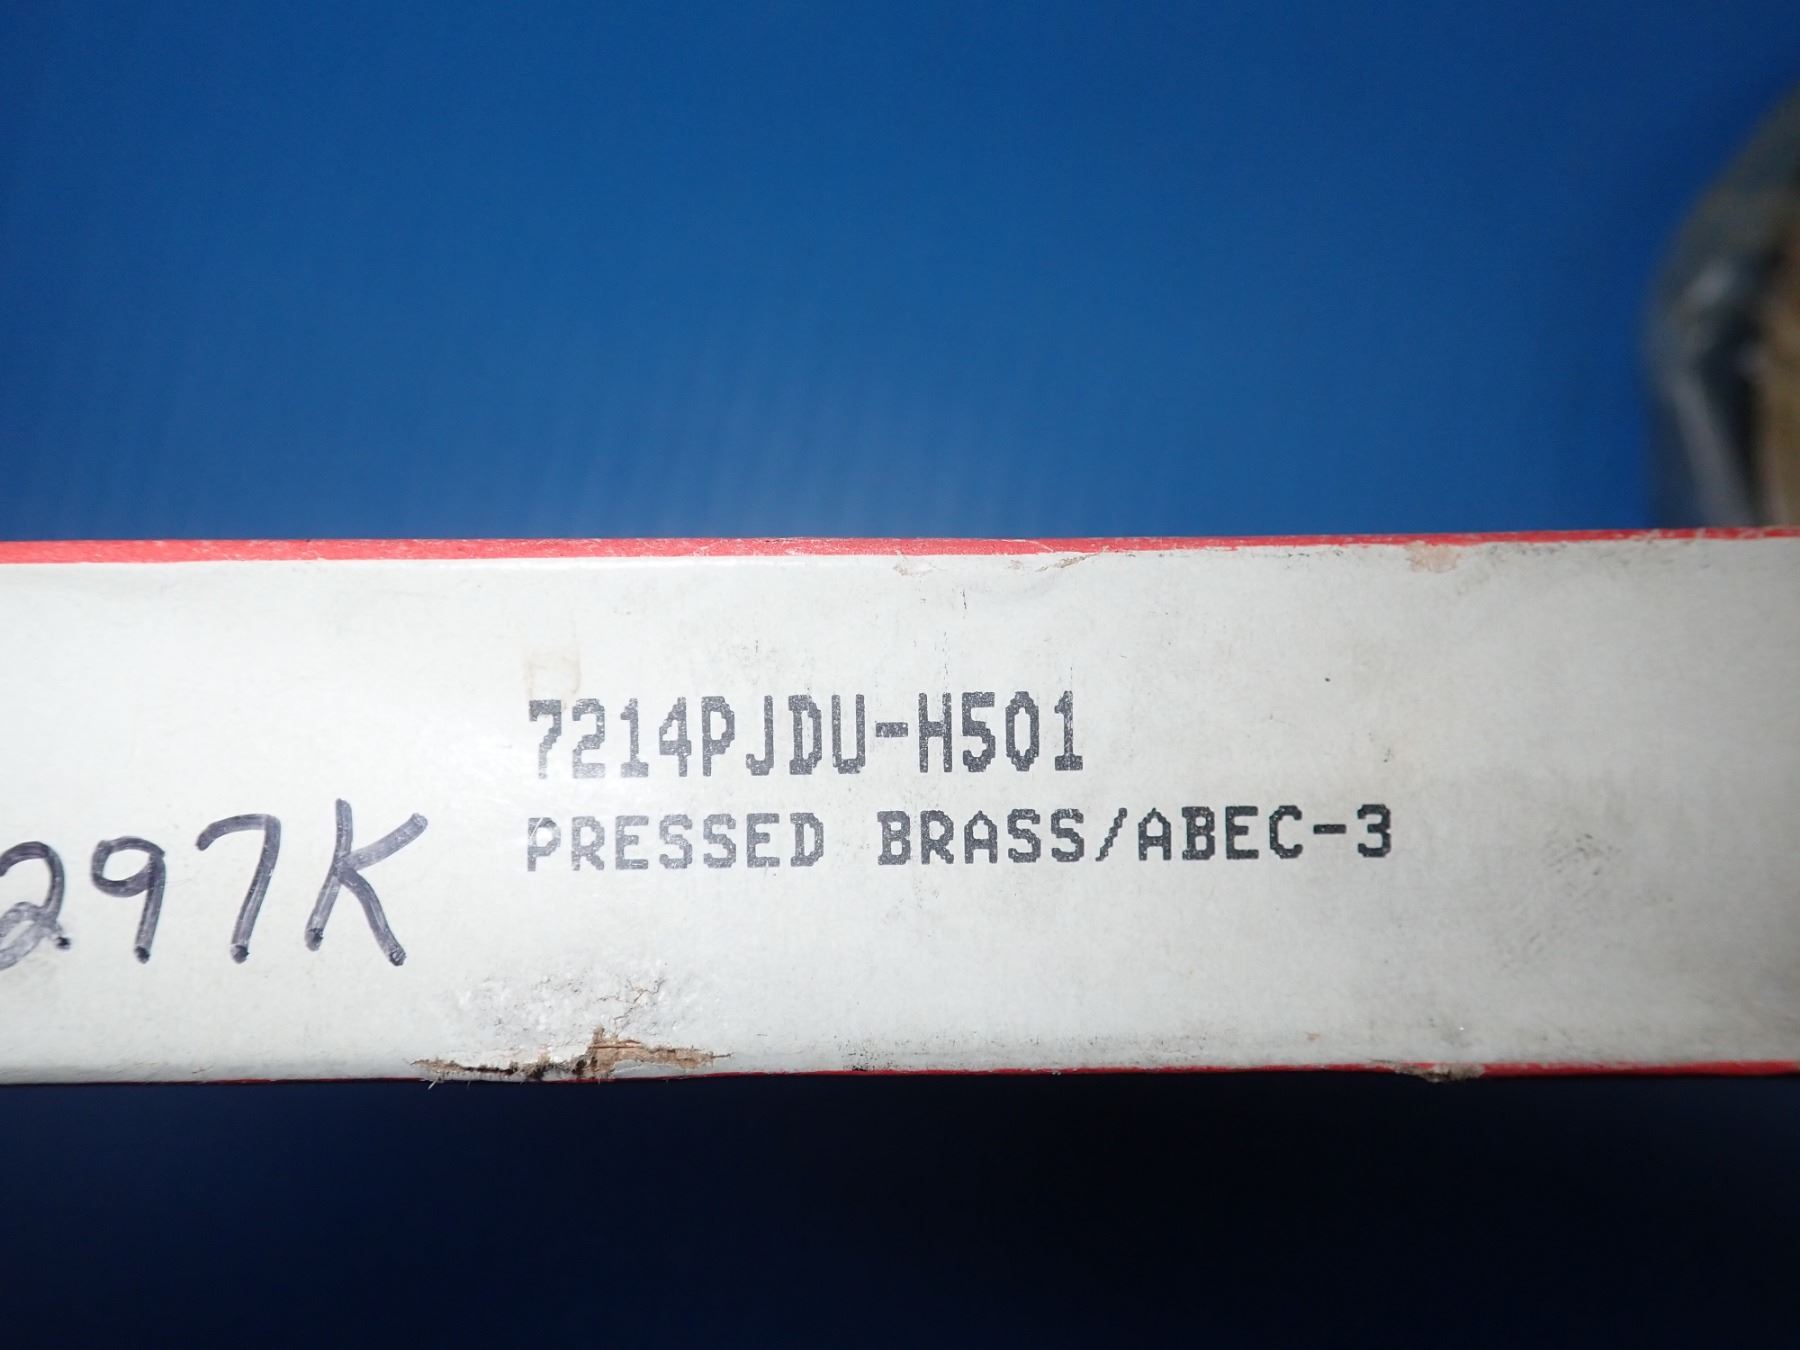 7214PJDU-H501
PRESSED BRASS/ABEC-3
297K